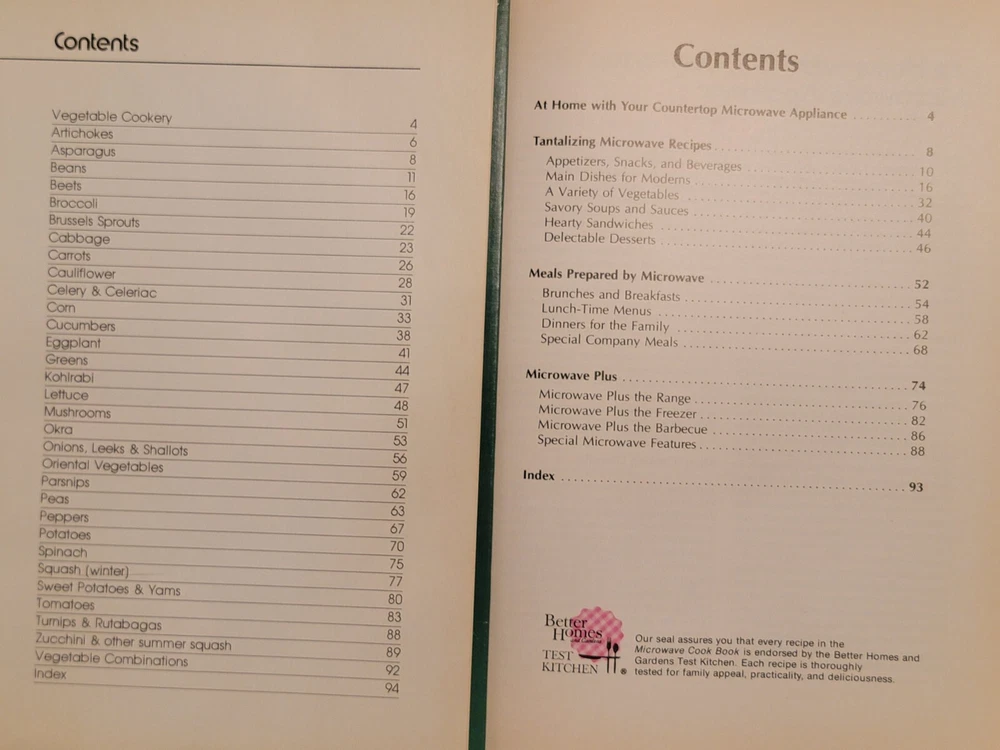 Contents
Vegetable Cookery 4
Artichokes 6
Asparagus 8
Beans 11
Beets 16
Broccoli 19
Brussels Sprouts 22
Cabbage 23
Carrots 26
Cauliflower 28
Celery & Celeriac 31
Corn 33
Cucumbers 38
Eggplant 41
Greens 44
Kohlrabi 47
Lettuce 48
Mushrooms 51
Okra 53
Onions, Leeks & Shallots 56
Oriental Vegetables 59
Parsnips 62
Peas 63
Peppers 67
Potatoes 70
Spinach 75
Squash (winter) 77
Sweet Potatoes & Yams 80
Tomatoes 83
Turnips & Rutabagas 88
Zucchini & other summer squash 89
Vegetable Combinations 92
Index 94
Contents
At Home with Your Countertop Microwave Appliance .......... 4
Tantalizing Microwave Recipes .......... 8
Appetizers, Snacks, and Beverages .......... 10
Main Dishes for Moderns .......... 16
A Variety of Vegetables .......... 32
Savory Soups and Sauces .......... 40
Hearty Sandwiches .......... 44
Delectable Desserts .......... 46
Meals Prepared by Microwave .......... 52
Brunches and Breakfasts .......... 54
Lunch-Time Menus .......... 58
Dinners for the Family .......... 62
Special Company Meals .......... 68
Microwave Plus .......... 74
Microwave Plus the Range .......... 76
Microwave Plus the Freezer .......... 82
Microwave Plus the Barbecue .......... 86
Special Microwave Features .......... 88
Index .......... 93
Better
Homes
and Gardens
TEST
KITCHEN ®
Our seal assures you that every recipe in the
Microwave Cook Book is endorsed by the Better Homes and
Gardens Test Kitchen. Each recipe is thoroughly
tested for family appeal, practicality, and deliciousness.